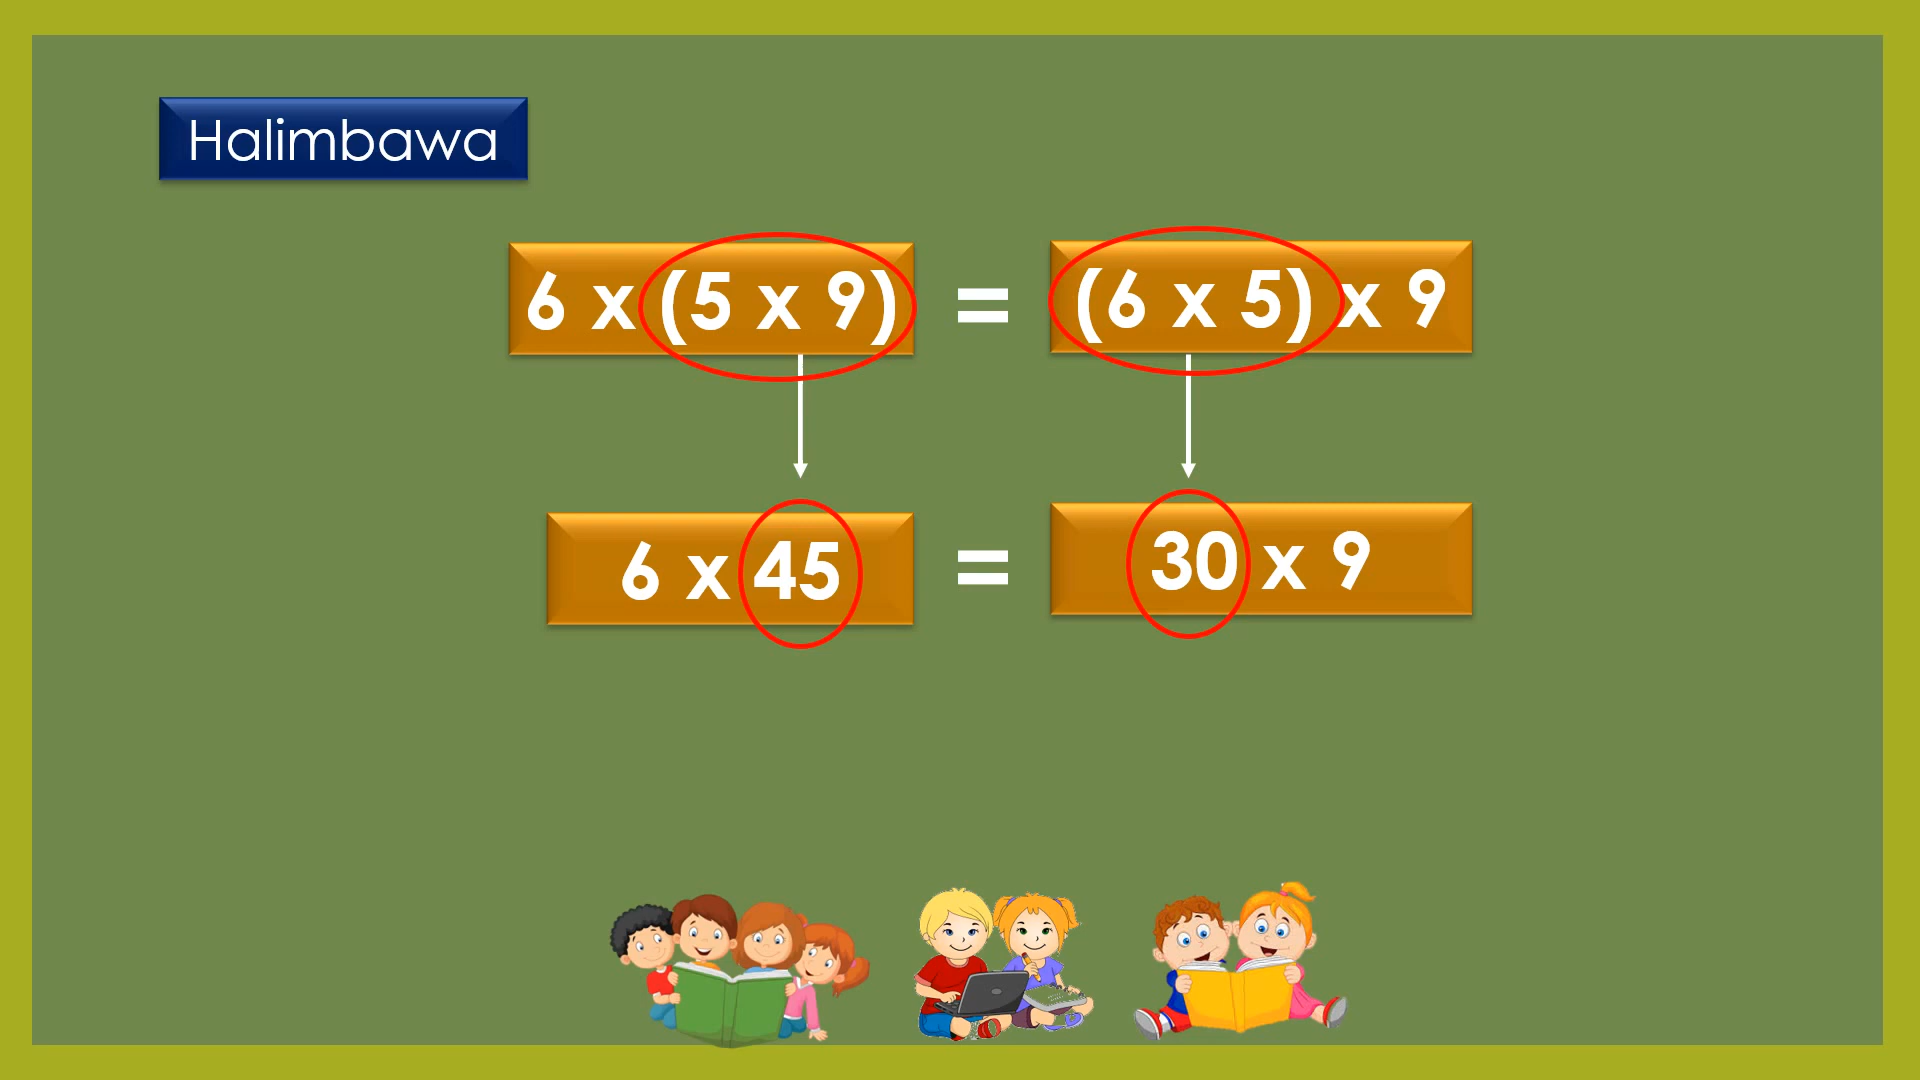 Halimbawa
6 x (5 x 9) = (6 x 5) x 9
6 x 45 = 30 x 9